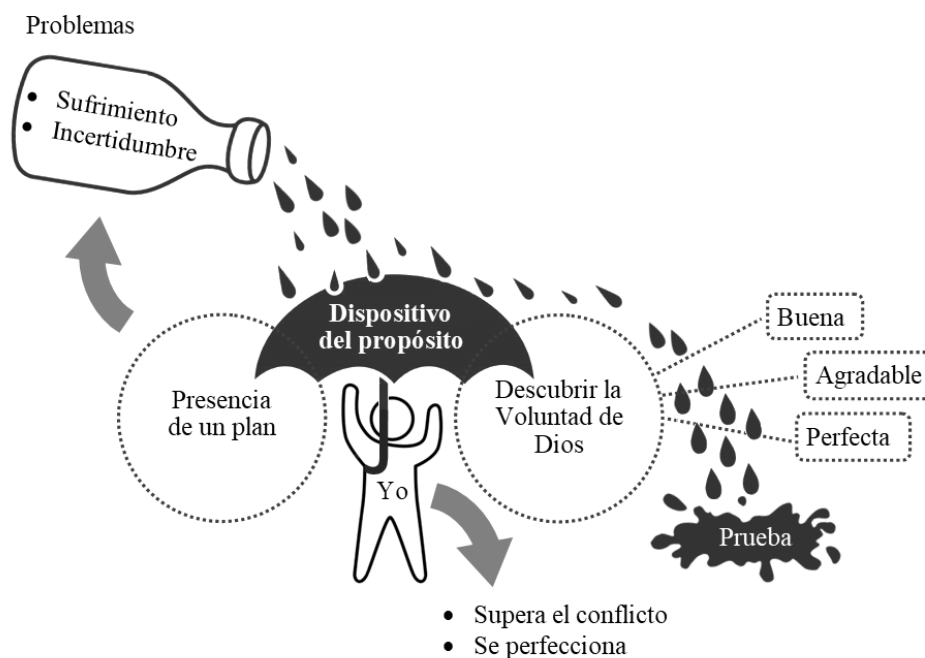 Problemas
• Sufrimiento
• Incertidumbre
Dispositivo
del propósito
Buena
Agradable
Perfecta
Presencia
de un plan
Descubrir la
Voluntad de
Dios
Yo
Prueba
• Supera el conflicto
• Se perfecciona